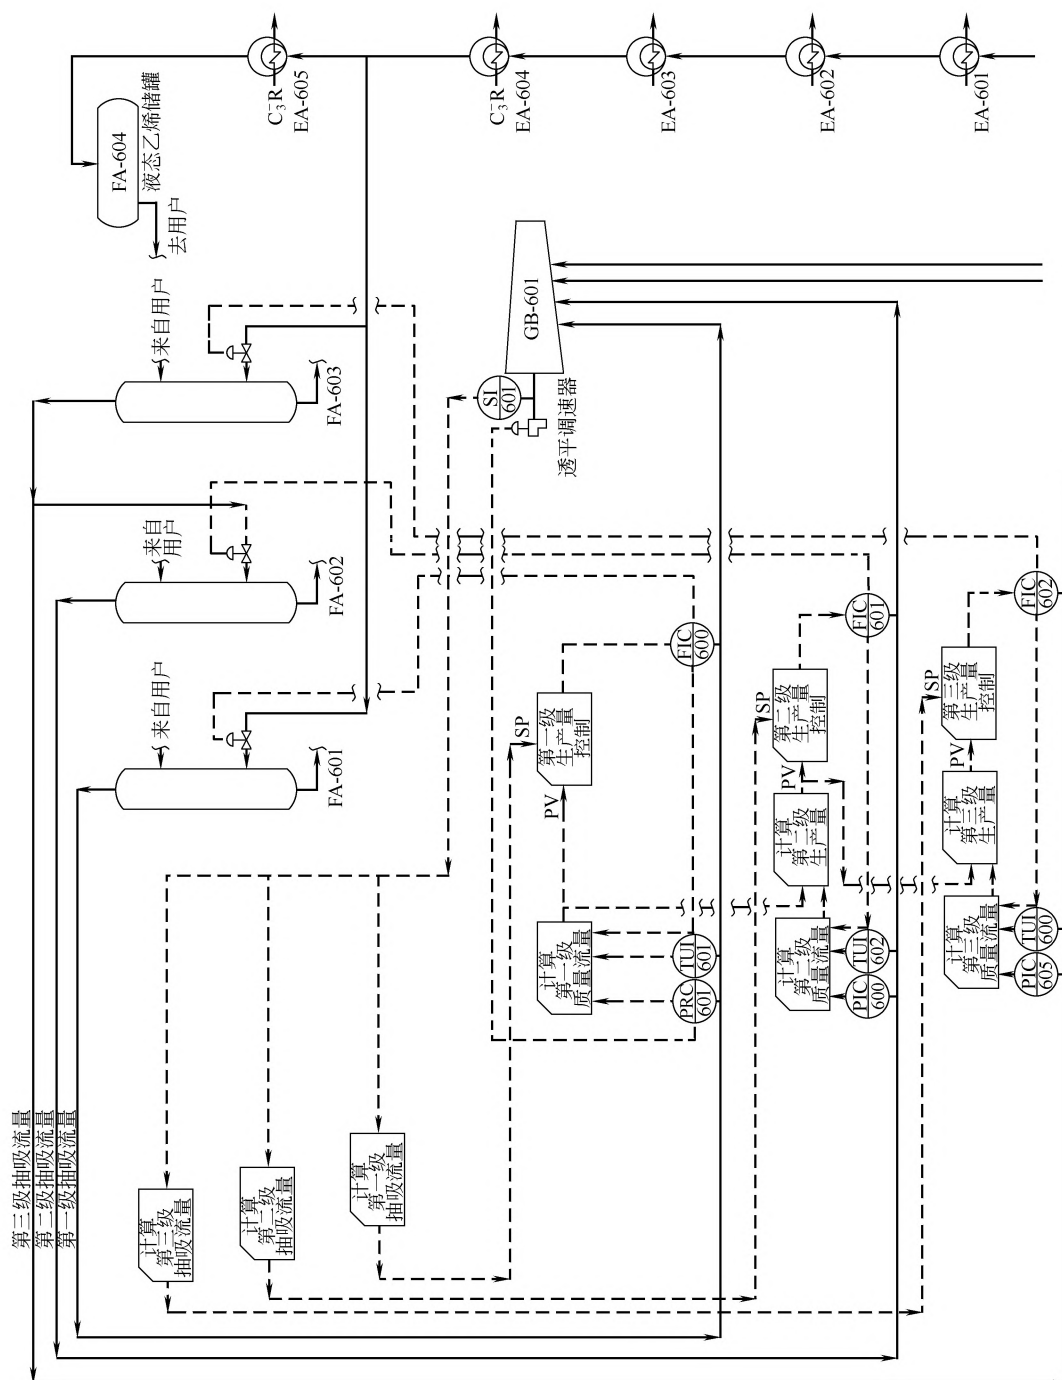 C₃⁻R
EA-605
C₃⁻R
EA-604
EA-603
EA-602
EA-601
FA-604
液态乙烯储罐
去用户
来自用户
FA-603
来自
用户
FA-602
来自用户
FA-601
GB-601
SI
601
透平调速器
FIC
600
FIC
601
FIC
602
第一级
生产量
控制
SP
PV
第二级
生产量
控制
SP
PV
第三级
生产量
控制
SP
PV
计算
第二级
生产量
计算
第三级
生产量
计算
第一级
质量流量
TUI
601
PRC
601
计算
第二级
质量流量
TUI
602
PIC
600
计算
第三级
质量流量
TUI
600
PIC
605
第三级抽吸流量
第二级抽吸流量
第一级抽吸流量
计算
第三级
抽吸流量
计算
第二级
抽吸流量
计算
第一级
抽吸流量